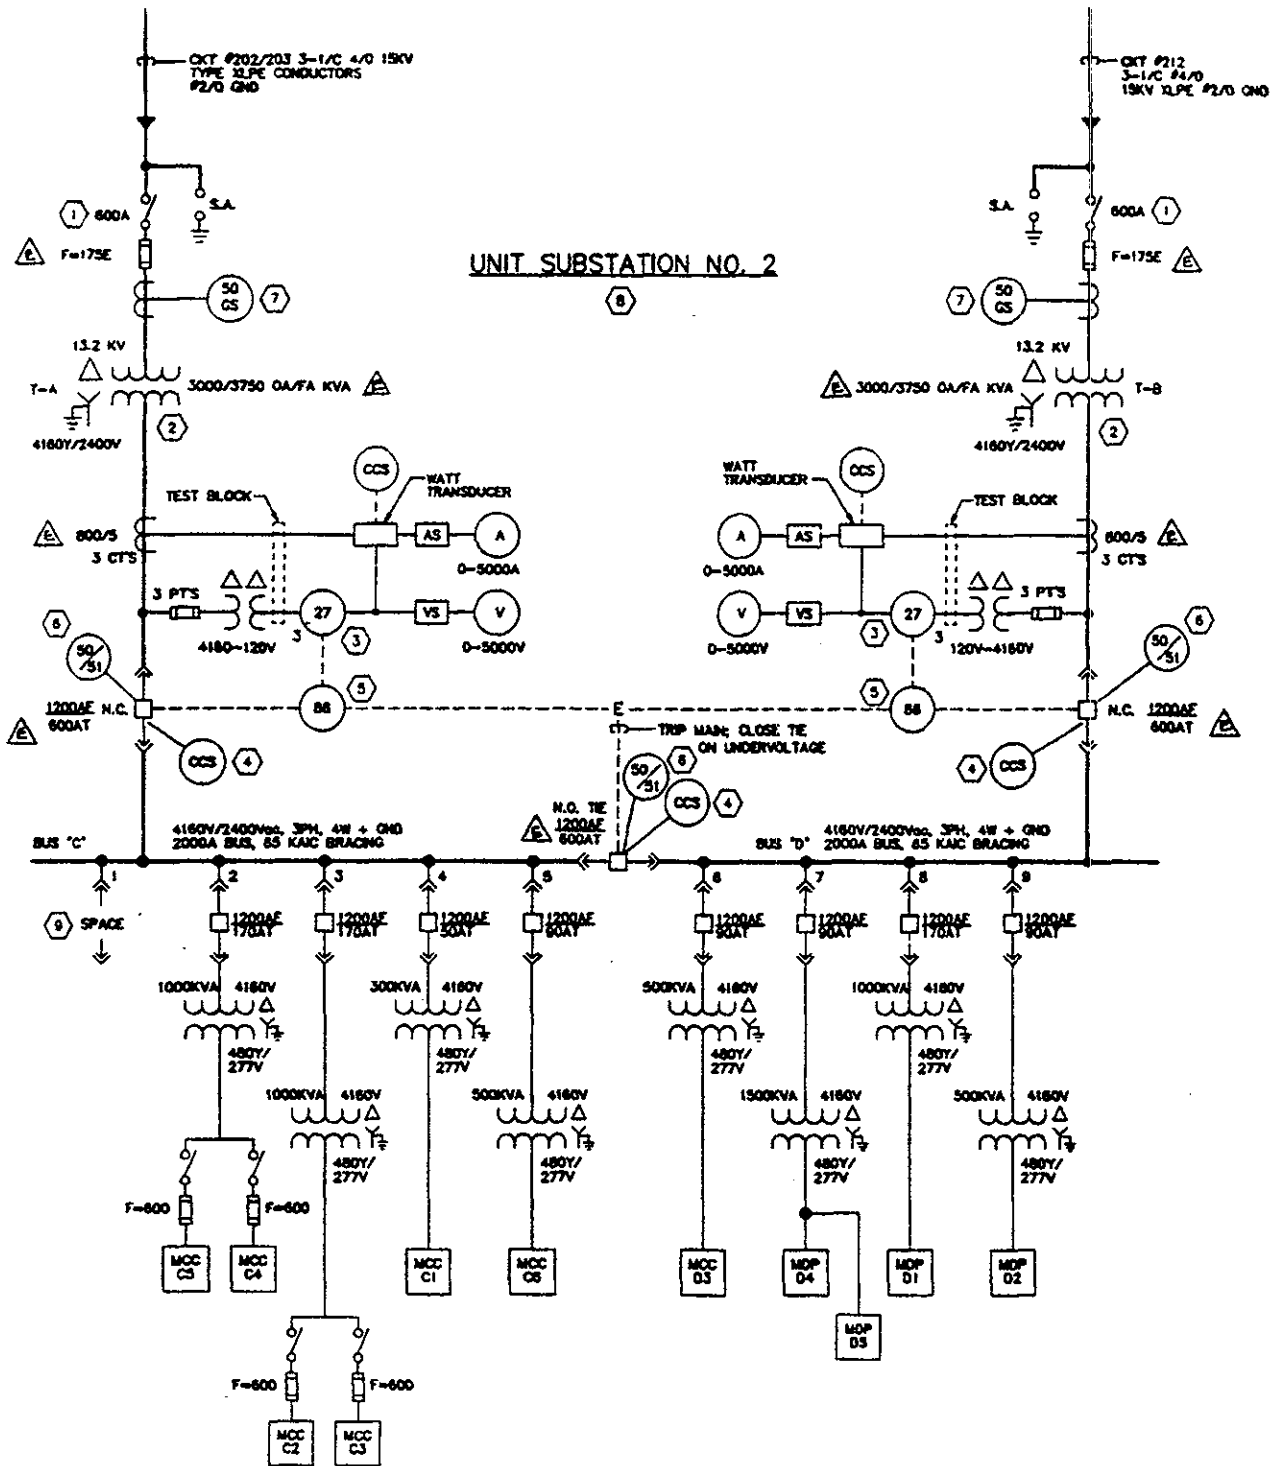 CKT #202/203 3-1/C 4/0 15KV
TYPE XLPE CONDUCTORS
#2/0 GND
CKT #212
3-1/C #4/0
15KV XLPE #2/0 GND
1
600A
S.A.
S.A.
600A
1
E
F=175E
F=175E
E
UNIT SUBSTATION NO. 2
8
50
GS
7
7
50
GS
13.2 KV
13.2 KV
T-A
3000/3750 OA/FA KVA
E
E
3000/3750 OA/FA KVA
T-B
2
2
4160Y/2400V
4160Y/2400V
CCS
WATT
TRANSDUCER
TEST BLOCK
WATT
TRANSDUCER
CCS
TEST BLOCK
E
800/5
3 CT'S
AS
A
0-5000A
A
AS
0-5000A
800/5
E
3 CT'S
3 PT'S
4160-120V
3
27
3
VS
V
0-5000V
V
VS
0-5000V
3
27
3
3 PT'S
120V-4160V
6
50/51
5
86
5
86
50/51
6
1200AF
600AT
N.C.
E
E
N.C.
1200AF
600AT
E
CCS
4
4
CCS
TRIP MAIN; CLOSE TIE
ON UNDERVOLTAGE
50/51
6
CCS
4
N.O. TIE
1200AF
600AT
E
BUS "C"
4160V/2400Vac, 3PH, 4W + GND
2000A BUS, 65 KAIC BRACING
BUS "D"
4160V/2400Vac, 3PH, 4W + GND
2000A BUS, 65 KAIC BRACING
1 2 3 4 5 6 7 8 9
9
SPACE
1200AF
170AT
1200AF
170AT
1200AF
50AT
1200AF
90AT
1200AF
90AT
1200AF
90AT
1200AF
170AT
1200AF
90AT
1000KVA 4160V
480Y/
277V
300KVA 4160V
480Y/
277V
500KVA 4160V
480Y/
277V
1000KVA 4160V
480Y/
277V
1000KVA 4160V
480Y/
277V
500KVA 4160V
480Y/
277V
1500KVA 4160V
480Y/
277V
500KVA 4160V
480Y/
277V
F=600
F=600
MCC
C5
MCC
C4
MCC
C1
MCC
C6
MCC
D3
MDP
D4
MDP
D1
MDP
D2
MDP
D5
F=600
F=600
MCC
C2
MCC
C3